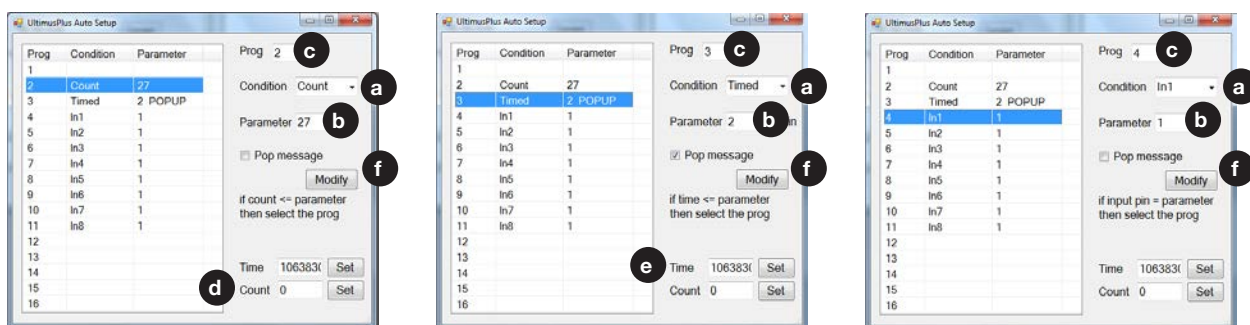 UltimusPlus Auto Setup
Prog Condition Parameter
1
2 Count 27
3 Timed 2 POPUP
4 In1 1
5 In2 1
6 In3 1
7 In4 1
8 In5 1
9 In6 1
10 In7 1
11 In8 1
12
13
14
15
16
Prog 2 c
Condition Count a
Parameter 27 b
Pop message
f
Modify
if count <= parameter
then select the prog
Time 1063830 Set
d Count 0 Set
UltimusPlus Auto Setup
Prog Condition Parameter
1
2 Count 27
3 Timed 2 POPUP
4 In1 1
5 In2 1
6 In3 1
7 In4 1
8 In5 1
9 In6 1
10 In7 1
11 In8 1
12
13
14
15
16
Prog 3 c
Condition Timed a
Parameter 2 b
Pop message
f
Modify
if time <= parameter
then select the prog
e Time 1063830 Set
Count 0 Set
UltimusPlus Auto Setup
Prog Condition Parameter
1
2 Count 27
3 Timed 2 POPUP
4 In1 1
5 In2 1
6 In3 1
7 In4 1
8 In5 1
9 In6 1
10 In7 1
11 In8 1
12
13
14
15
16
Prog 4 c
Condition In1 a
Parameter 1 b
Pop message
f
Modify
if input pin = parameter
then select the prog
Time 1063830 Set
Count 0 Set